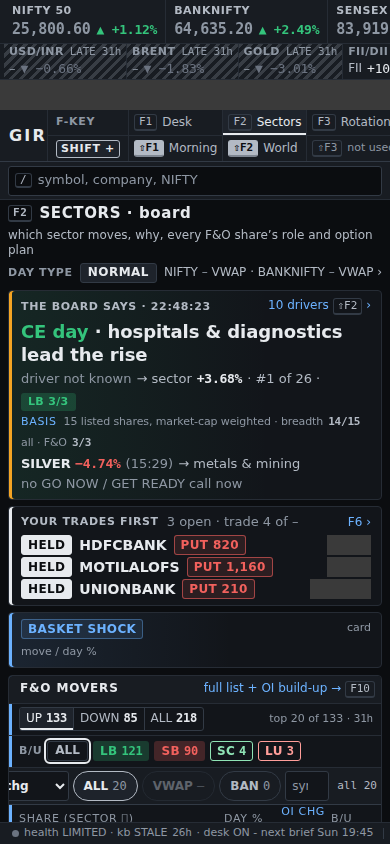 NIFTY 50 BANKNIFTY SENSEX
25,800.60 ▲ +1.12% 64,635.20 ▲ +2.49% 83,919
USD/INR LATE 31h BRENT LATE 31h GOLD LATE 31h FII/DII
– ▼ −0.66% – ▼ −1.83% – ▼ −3.01% FII +10
GIR F-KEY F1 Desk F2 Sectors F3 Rotation
SHIFT + ⇧F1 Morning ⇧F2 World ⇧F3 not used
/ symbol, company, NIFTY
F2 SECTORS · board
which sector moves, why, every F&O share's role and option plan
DAY TYPE NORMAL NIFTY – VWAP · BANKNIFTY – VWAP ›
THE BOARD SAYS · 22:48:23 10 drivers ⇧F2 ›
CE day · hospitals & diagnostics
lead the rise
driver not known → sector +3.68% · #1 of 26 ·
LB 3/3
BASIS 15 listed shares, market-cap weighted · breadth 14/15
all · F&O 3/3
SILVER −4.74% (15:29) → metals & mining
no GO NOW / GET READY call now
YOUR TRADES FIRST 3 open · trade 4 of – F6 ›
HELD HDFCBANK PUT 820
HELD MOTILALOFS PUT 1,160
HELD UNIONBANK PUT 210
BASKET SHOCK card
move / day %
F&O MOVERS full list + OI build-up → F10
UP 133 DOWN 85 ALL 218 top 20 of 133 · 31h
B/U ALL LB 121 SB 90 SC 4 LU 3
chg ALL 20 VWAP – BAN 0 syı all 20
SHARE (SECTOR DAY % OI CHG B/U
health LIMITED · kb STALE 26h · desk ON - next brief Sun 19:45